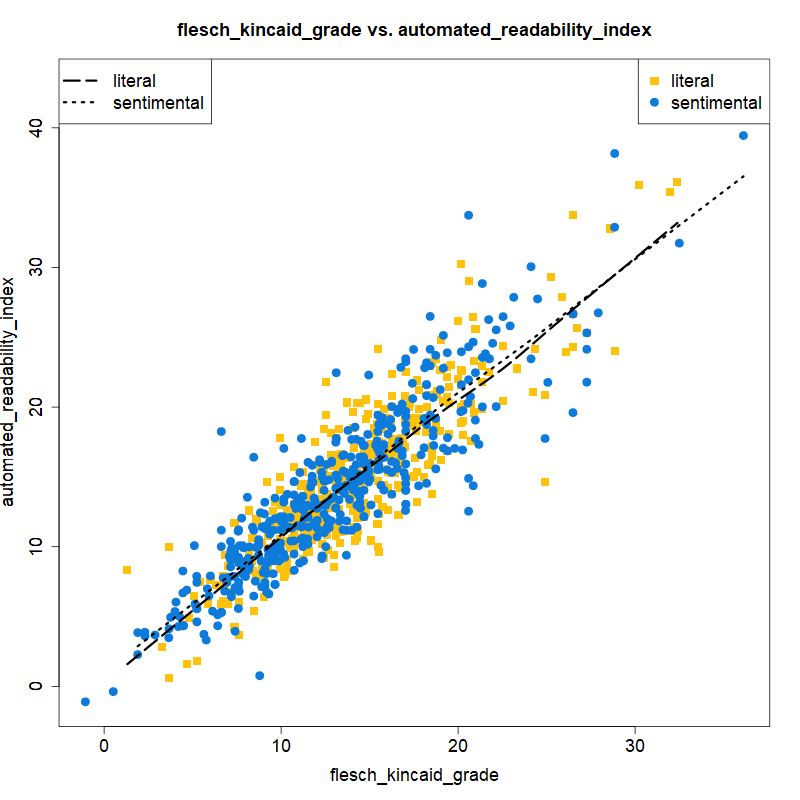 flesch_kincaid_grade vs. automated_readability_index
literal
sentimental
literal
sentimental
automated_readability_index
40
30
20
10
0
0 10 20 30
flesch_kincaid_grade